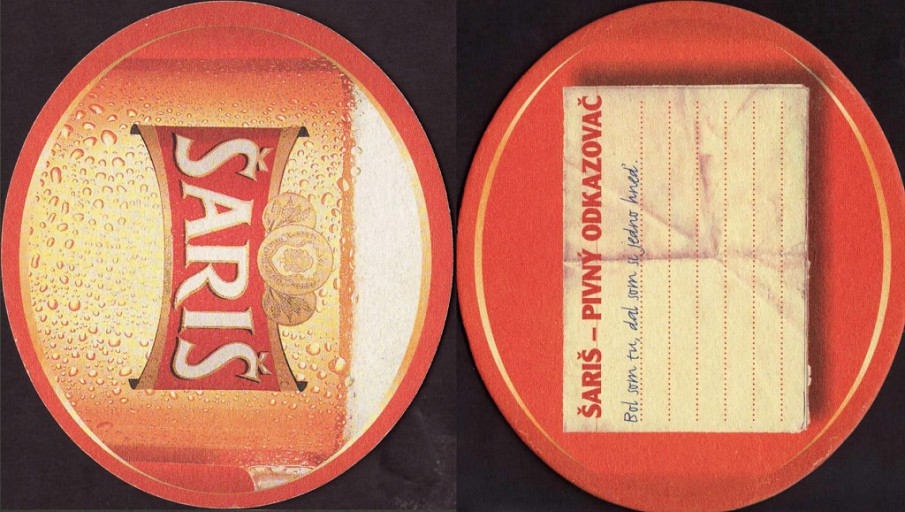 ŠARIŠ
ŠARIŠ – PIVNÝ ODKAZOVAČ
Bol som tu, dal som si jedno hneď.